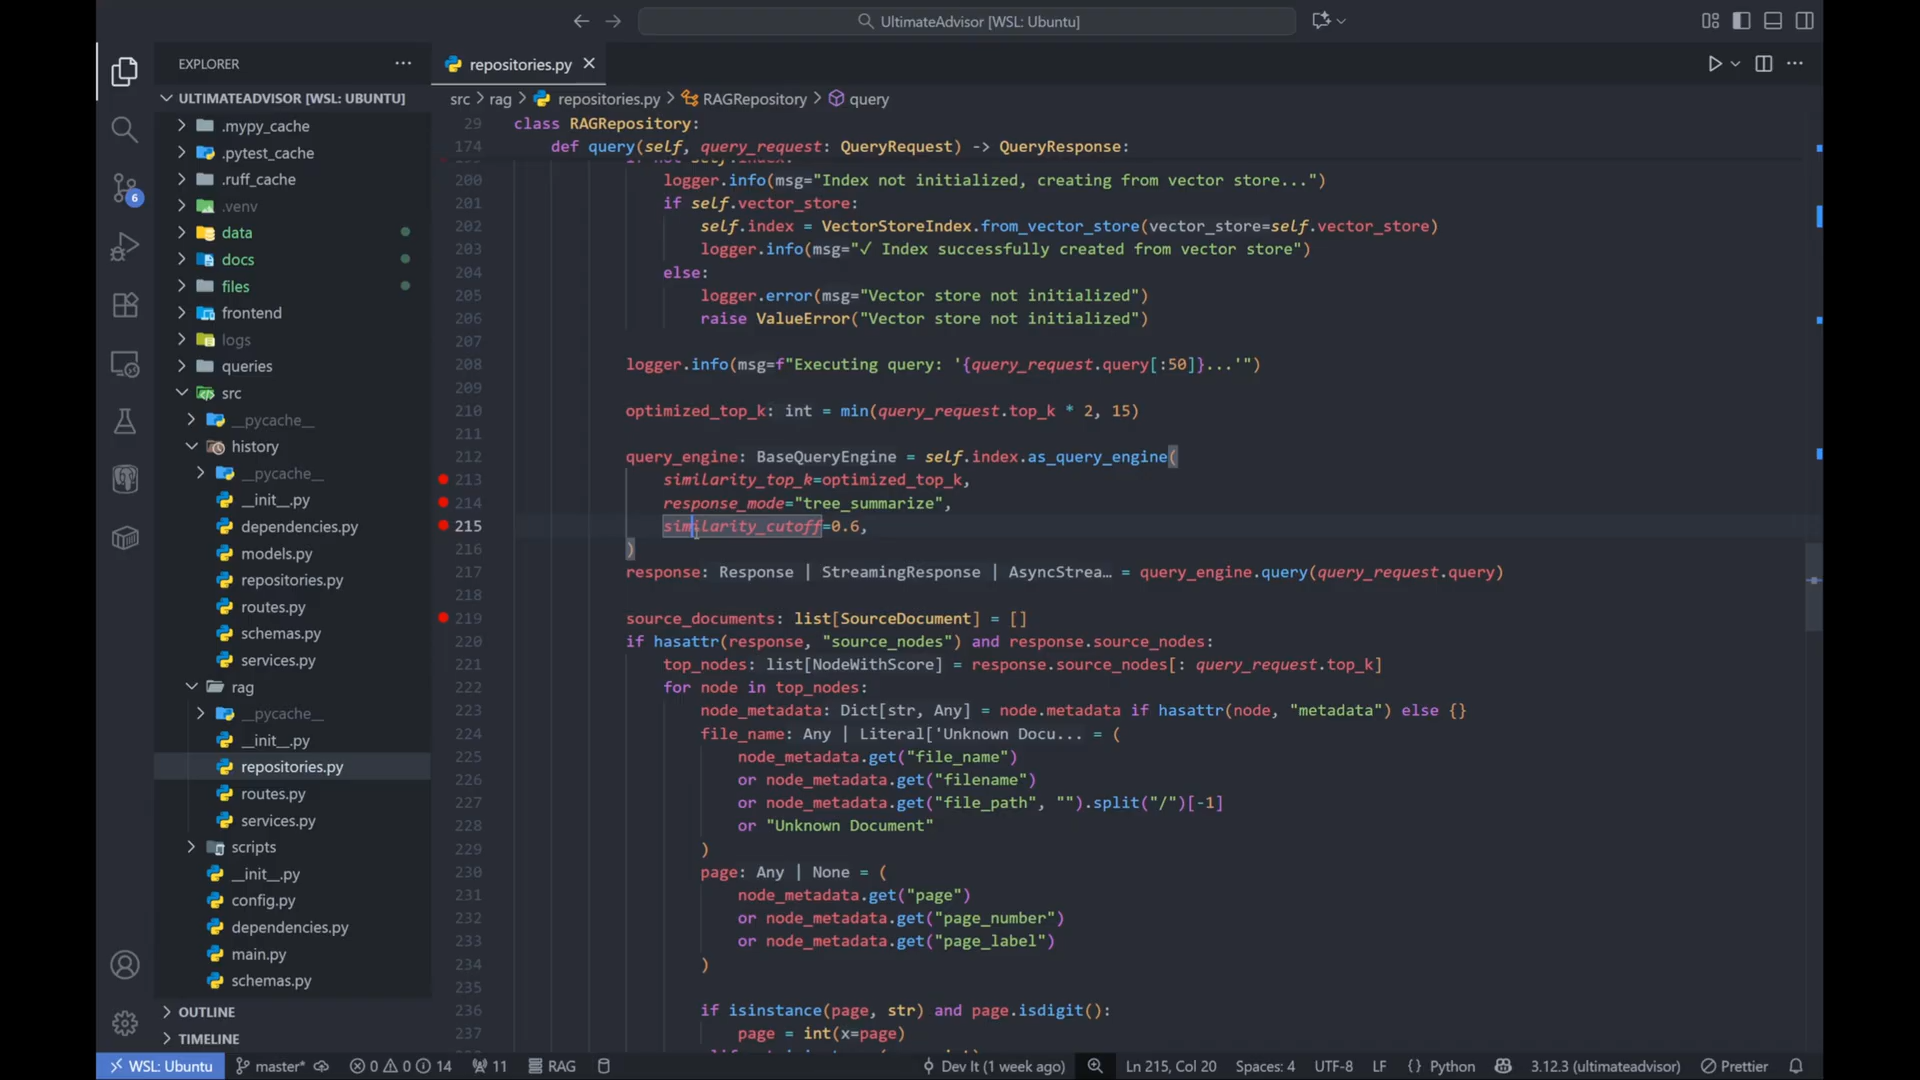 UltimateAdvisor [WSL: Ubuntu]
EXPLORER
repositories.py
ULTIMATEADVISOR [WSL: UBUNTU]
.mypy_cache
.pytest_cache
.ruff_cache
.venv
data
docs
files
frontend
logs
queries
src
__pycache__
history
__pycache__
__init__.py
dependencies.py
models.py
repositories.py
routes.py
schemas.py
services.py
rag
__pycache__
__init__.py
repositories.py
routes.py
services.py
scripts
__init__.py
config.py
dependencies.py
main.py
schemas.py
OUTLINE
TIMELINE
6
src > rag > repositories.py > RAGRepository > query
29 class RAGRepository:
174 def query(self, query_request: QueryRequest) -> QueryResponse:
200 logger.info(msg="Index not initialized, creating from vector store...")
201 if self.vector_store:
202 self.index = VectorStoreIndex.from_vector_store(vector_store=self.vector_store)
203 logger.info(msg="✓ Index successfully created from vector store")
204 else:
205 logger.error(msg="Vector store not initialized")
206 raise ValueError("Vector store not initialized")
207
208 logger.info(msg=f"Executing query: '{query_request.query[:50]}...'")
209
210 optimized_top_k: int = min(query_request.top_k * 2, 15)
211
212 query_engine: BaseQueryEngine = self.index.as_query_engine(
213 similarity_top_k=optimized_top_k,
214 response_mode="tree_summarize",
215 similarity_cutoff=0.6,
216 )
217 response: Response | StreamingResponse | AsyncStrea… = query_engine.query(query_request.query)
218
219 source_documents: list[SourceDocument] = []
220 if hasattr(response, "source_nodes") and response.source_nodes:
221 top_nodes: list[NodeWithScore] = response.source_nodes[: query_request.top_k]
222 for node in top_nodes:
223 node_metadata: Dict[str, Any] = node.metadata if hasattr(node, "metadata") else {}
224 file_name: Any | Literal['Unknown Docu... = (
225 node_metadata.get("file_name")
226 or node_metadata.get("filename")
227 or node_metadata.get("file_path", "").split("/")[-1]
228 or "Unknown Document"
229 )
230 page: Any | None = (
231 node_metadata.get("page")
232 or node_metadata.get("page_number")
233 or node_metadata.get("page_label")
234 )
235
236 if isinstance(page, str) and page.isdigit():
237 page = int(x=page)
WSL: Ubuntu master* 0 0 14 11 RAG Dev It (1 week ago) Ln 215, Col 20 Spaces: 4 UTF-8 LF {} Python 3.12.3 (ultimateadvisor) Prettier